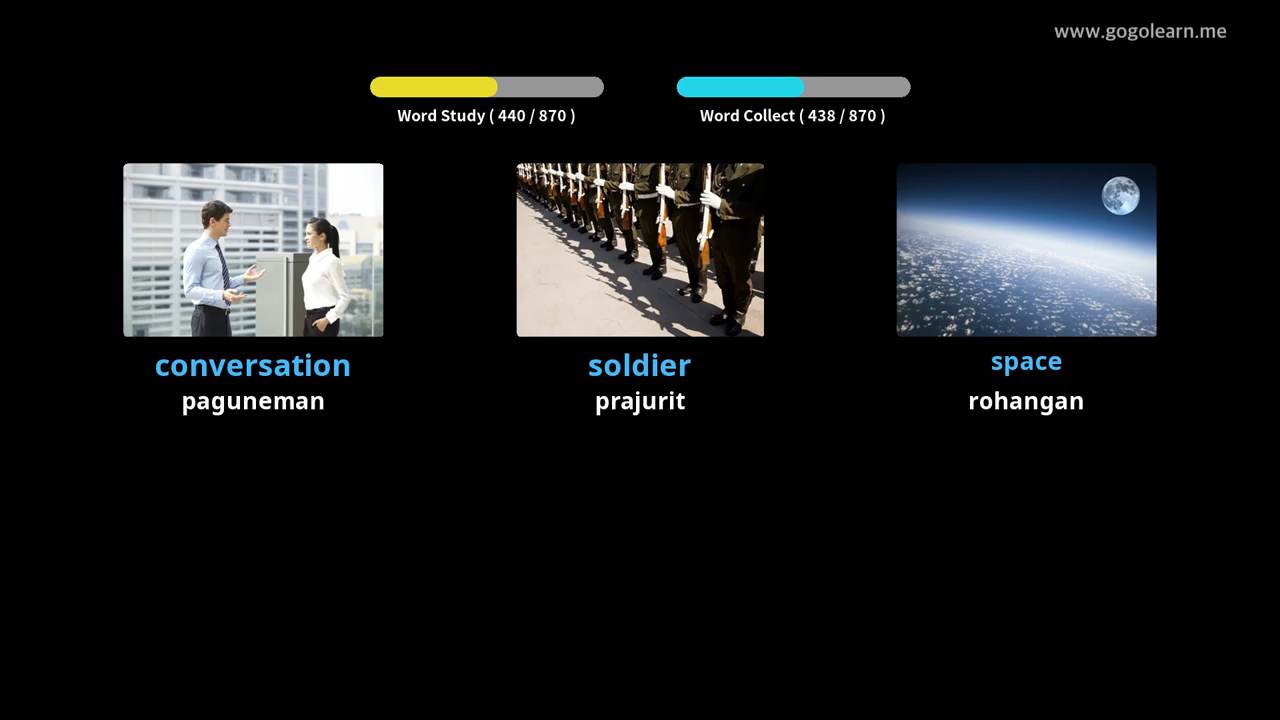 www.gogolearn.me
Word Study ( 440 / 870 )
Word Collect ( 438 / 870 )
conversation
paguneman
soldier
prajurit
space
rohangan